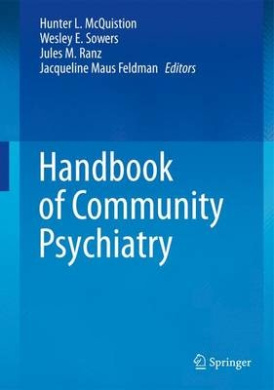 Hunter L. McQuistion
Wesley E. Sowers
Jules M. Ranz
Jacqueline Maus Feldman Editors
Handbook
of Community
Psychiatry
Springer